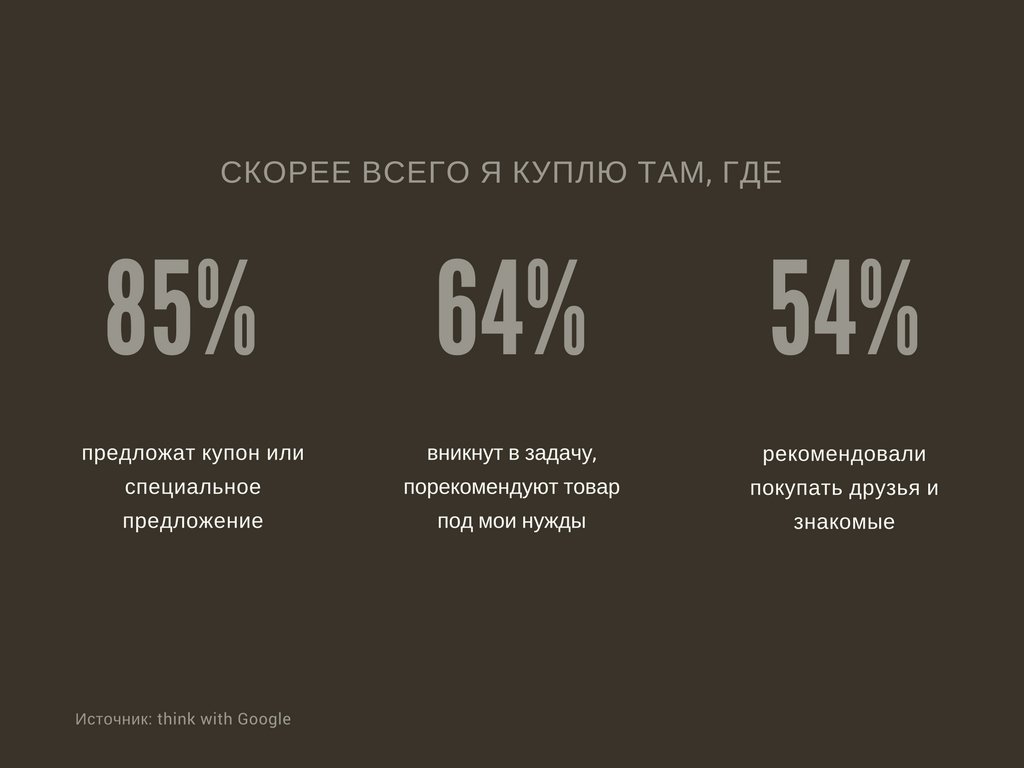 СКОРЕЕ ВСЕГО Я КУПЛЮ ТАМ, ГДЕ
85%
предложат купон или
специальное
предложение
64%
вникнут в задачу,
порекомендуют товар
под мои нужды
54%
рекомендовали
покупать друзья и
знакомые
Источник: think with Google